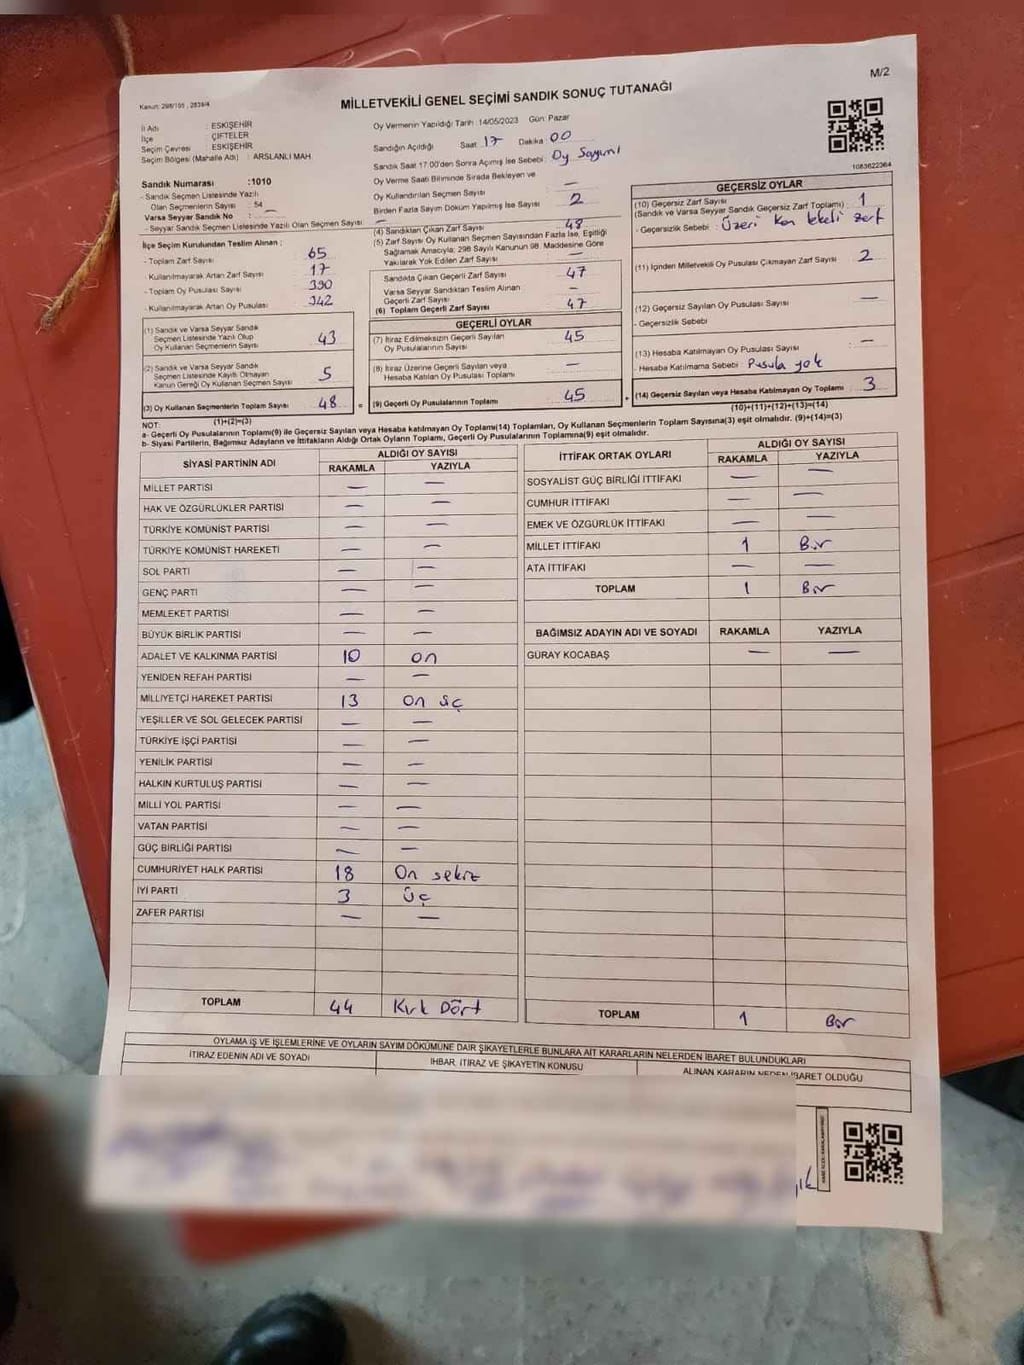 M/2
Kanun: 298/105 , 2839/4
MİLLETVEKİLİ GENEL SEÇİMİ SANDIK SONUÇ TUTANAĞI
İl Adı : ESKİŞEHİR
İlçe : ÇİFTELER
Seçim Çevresi : ESKİŞEHİR
Seçim Bölgesi (Mahalle Adı) : ARSLANLI MAH
Oy Vermenin Yapıldığı Tarih :14/05/2023 Gün: Pazar
Sandığın Açıldığı Saat 17 Dakika 00
Sandık Saat 17:00'den Sonra Açılmış İse Sebebi: Oy Sayımı
Oy Verme Saati Bitiminde Sırada Bekleyen ve
Oy Kullandırılan Seçmen Sayısı —
Birden Fazla Sayım Döküm Yapılmış İse Sayısı 2
1083622364
Sandık Numarası :1010
- Sandık Seçmen Listesinde Yazılı
Olan Seçmenlerin Sayısı : 54
Varsa Seyyar Sandık No : —
- Seyyar Sandık Seçmen Listesinde Yazılı Olan Seçmen Sayısı —
İlçe Seçim Kurulundan Teslim Alınan :
- Toplam Zarf Sayısı 65
- Kullanılmayarak Artan Zarf Sayısı 17
- Toplam Oy Pusulası 390
- Kullanılmayarak Artan Oy Pusulası 342
(1) Sandık ve Varsa Seyyar Sandık
Seçmen Listesinde Yazılı Olup
Oy Kullanan Seçmenlerin Sayısı 43
(2) Sandık ve Varsa Seyyar Sandık
Seçmen Listesinde Kayıtlı Olmayan
Kanun Gereği Oy Kullanan Seçmen Sayısı 5
(3) Oy Kullanan Seçmenlerin Toplam Sayısı 48 =
(1)+(2)=(3)
(4) Sandıktan Çıkan Zarf Sayısı 48
(5) Zarf Sayısı Oy Kullanan Seçmen Sayısından Fazla İse, Eşitliği
Sağlamak Amacıyla; 298 Sayılı Kanunun 98. Maddesine Göre
Yakılarak Yok Edilen Zarf Sayısı —
Sandıkta Çıkan Geçerli Zarf Sayısı 47
Varsa Seyyar Sandıktan Teslim Alınan
Geçerli Zarf Sayısı —
(6) Toplam Geçerli Zarf Sayısı 47
GEÇERLİ OYLAR
(7) İtiraz Edilmeksizin Geçerli Sayılan
Oy Pusulalarının Sayısı 45
(8) İtiraz Üzerine Geçerli Sayılan veya
Hesaba Katılan Oy Pusulası Toplamı —
(9) Geçerli Oy Pusulalarının Toplamı 45 +
GEÇERSİZ OYLAR
(10) Geçersiz Zarf Sayısı 1
(Sandık ve Varsa Seyyar Sandık Geçersiz Zarf Toplamı)
- Geçersizlik Sebebi : Üzeri Kan lekeli zarf
(11) İçinden Milletvekili Oy Pusulası Çıkmayan Zarf Sayısı 2
(12) Geçersiz Sayılan Oy Pusulası Sayısı —
- Geçersizlik Sebebi
(13) Hesaba Katılmayan Oy Pusulası Sayısı : —
- Hesaba Katılmama Sebebi : Pusula yok
(14) Geçersiz Sayılan veya Hesaba Katılmayan Oy Toplamı 3
(10)+(11)+(12)+(13)=(14)
NOT:
a- Geçerli Oy Pusulaları(9) ile Geçersiz Sayılan veya Hesaba katılmayan Oy Toplamı(14) Toplamları, Oy Kullanan Seçmenlerin Toplam Sayısına(3) eşit olmalıdır. (9)+(14)=(3)
b- Siyasi Partilerin, Bağımsız Adayların ve İttifakların Aldığı Ortak Oyların Toplamı, Geçerli Oy Pusulalarının Toplamına(9) eşit olmalıdır.
SİYASİ PARTİNİN ADI ALDIĞI OY SAYISI
RAKAMLA YAZIYLA
MİLLET PARTİSİ — —
HAK VE ÖZGÜRLÜKLER PARTİSİ — —
TÜRKİYE KOMÜNİST PARTİSİ — —
TÜRKİYE KOMÜNİST HAREKETİ — —
SOL PARTİ — —
GENÇ PARTİ — —
MEMLEKET PARTİSİ — —
BÜYÜK BİRLİK PARTİSİ — —
ADALET VE KALKINMA PARTİSİ 10 On
YENİDEN REFAH PARTİSİ — —
MİLLİYETÇİ HAREKET PARTİSİ 13 On üç
YEŞİLLER VE SOL GELECEK PARTİSİ — —
TÜRKİYE İŞÇİ PARTİSİ — —
YENİLİK PARTİSİ — —
HALKIN KURTULUŞ PARTİSİ — —
MİLLİ YOL PARTİSİ — —
VATAN PARTİSİ — —
GÜÇ BİRLİĞİ PARTİSİ — —
CUMHURİYET HALK PARTİSİ 18 On sekiz
İYİ PARTİ 3 Üç
ZAFER PARTİSİ — —
TOPLAM 44 Kırk Dört
İTTİFAK ORTAK OYLARI ALDIĞI OY SAYISI
RAKAMLA YAZIYLA
SOSYALİST GÜÇ BİRLİĞİ İTTİFAKI — —
CUMHUR İTTİFAKI — —
EMEK VE ÖZGÜRLÜK İTTİFAKI — —
MİLLET İTTİFAKI 1 Bir
ATA İTTİFAKI — —
TOPLAM 1 Bir
BAĞIMSIZ ADAYIN ADI VE SOYADI RAKAMLA YAZIYLA
GÜRAY KOCABAŞ — —
TOPLAM 1 Bir
OYLAMA İŞ VE İŞLEMLERİNE VE OYLARIN SAYIM DÖKÜMÜNE DAİR ŞİKAYETLERLE BUNLARA AİT KARARLARIN NELERDEN İBARET BULUNDUKLARI
İTİRAZ EDENİN ADI VE SOYADI İHBAR, İTİRAZ VE ŞİKAYETİN KONUSU ALINAN KARARIN NEDEN İBARET OLDUĞU